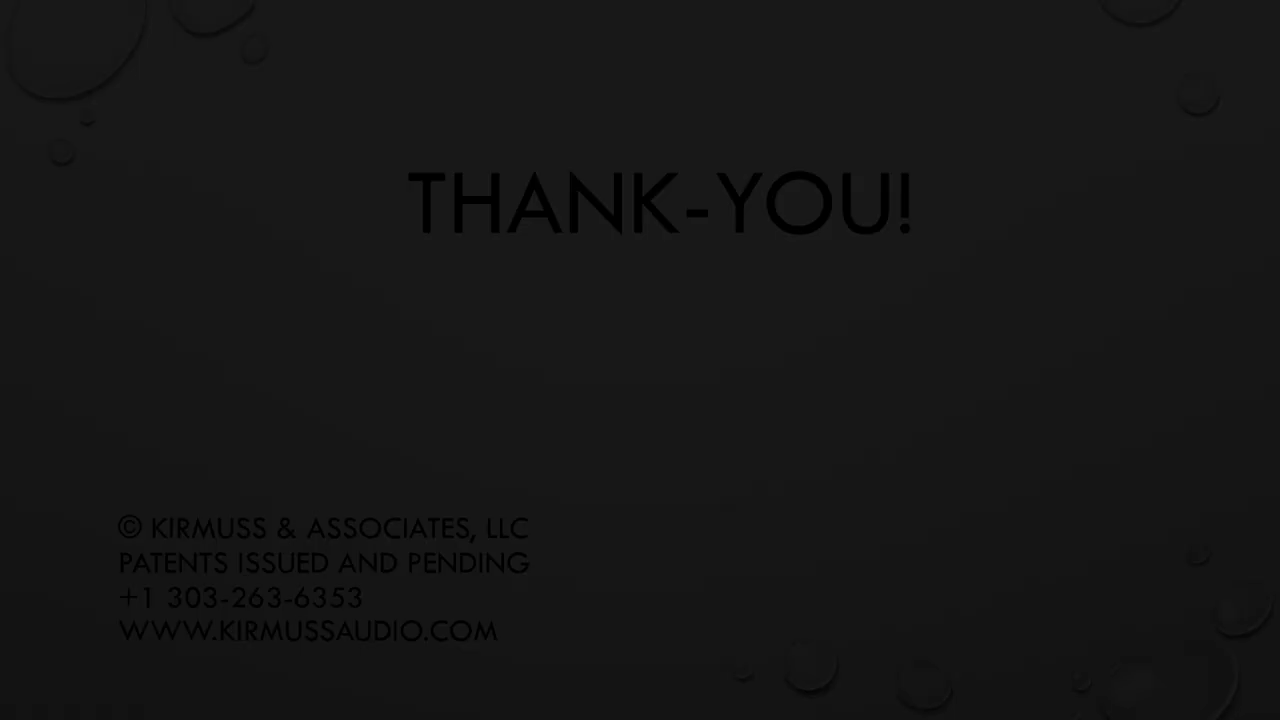 THANK-YOU!
© KIRMUSS & ASSOCIATES, LLC
PATENTS ISSUED AND PENDING
+1 303-263-6353
WWW.KIRMUSSAUDIO.COM